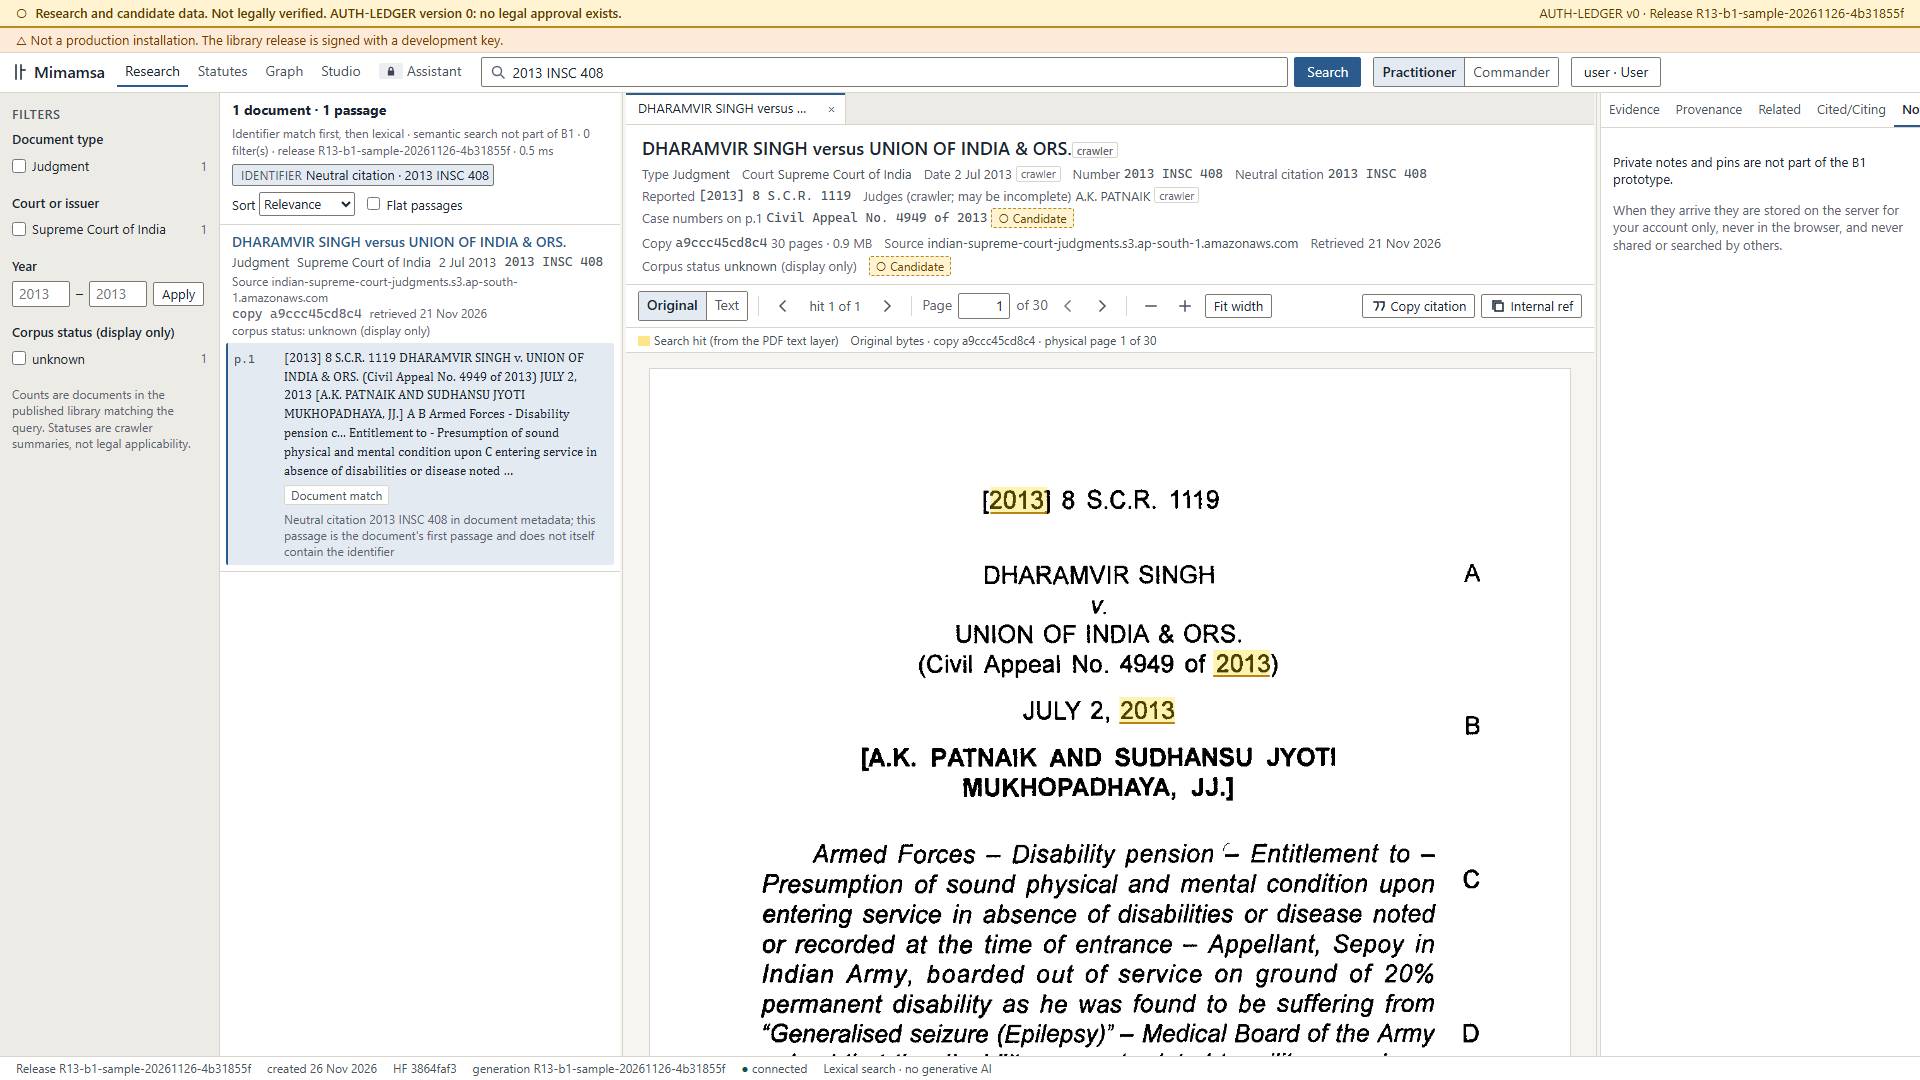 Research and candidate data. Not legally verified. AUTH-LEDGER version 0: no legal approval exists.
AUTH-LEDGER v0 · Release R13-b1-sample-20261126-4b31855f
⚠ Not a production installation. The library release is signed with a development key.
Mimamsa
Research
Statutes
Graph
Studio
Assistant
2013 INSC 408
Search
Practitioner
Commander
user · User
FILTERS
Document type
Judgment 1
Court or issuer
Supreme Court of India 1
Year
2013 – 2013 Apply
Corpus status (display only)
unknown 1
Counts are documents in the
published library matching the
query. Statuses are crawler
summaries, not legal applicability.
1 document · 1 passage
Identifier match first, then lexical · semantic search not part of B1 · 0
filter(s) · release R13-b1-sample-20261126-4b31855f · 0.5 ms
IDENTIFIER Neutral citation · 2013 INSC 408
Sort Relevance Flat passages
DHARAMVIR SINGH versus UNION OF INDIA & ORS.
Judgment Supreme Court of India 2 Jul 2013 2013 INSC 408
Source indian-supreme-court-judgments.s3.ap-south-
1.amazonaws.com
copy a9ccc45cd8c4 retrieved 21 Nov 2026
corpus status: unknown (display only)
p.1
[2013] 8 S.C.R. 1119 DHARAMVIR SINGH v. UNION OF
INDIA & ORS. (Civil Appeal No. 4949 of 2013) JULY 2,
2013 [A.K. PATNAIK AND SUDHANSU JYOTI
MUKHOPADHAYA, JJ.] A B Armed Forces - Disability
pension c... Entitlement to - Presumption of sound
physical and mental condition upon C entering service in
absence of disabilities or disease noted ...
Document match
Neutral citation 2013 INSC 408 in document metadata; this
passage is the document's first passage and does not itself
contain the identifier
DHARAMVIR SINGH versus ... ×
DHARAMVIR SINGH versus UNION OF INDIA & ORS. crawler
Type Judgment Court Supreme Court of India Date 2 Jul 2013 crawler Number 2013 INSC 408 Neutral citation 2013 INSC 408
Reported [2013] 8 S.C.R. 1119 Judges (crawler; may be incomplete) A.K. PATNAIK crawler
Case numbers on p.1 Civil Appeal No. 4949 of 2013 Candidate
Copy a9ccc45cd8c4 30 pages · 0.9 MB Source indian-supreme-court-judgments.s3.ap-south-1.amazonaws.com Retrieved 21 Nov 2026
Corpus status unknown (display only) Candidate
Original Text hit 1 of 1 Page 1 of 30 Fit width Copy citation Internal ref
Search hit (from the PDF text layer) Original bytes · copy a9ccc45cd8c4 · physical page 1 of 30
[2013] 8 S.C.R. 1119
DHARAMVIR SINGH A
v.
UNION OF INDIA & ORS.
(Civil Appeal No. 4949 of 2013)
JULY 2, 2013
B
[A.K. PATNAIK AND SUDHANSU JYOTI
MUKHOPADHAYA, JJ.]
Armed Forces – Disability pension – Entitlement to –
Presumption of sound physical and mental condition upon C
entering service in absence of disabilities or disease noted
or recorded at the time of entrance – Appellant, Sepoy in
Indian Army, boarded out of service on ground of 20%
permanent disability as he was found to be suffering from
“Generalised seizure (Epilepsy)” – Medical Board of the Army D
Evidence
Provenance
Related
Cited/Citing
No
Private notes and pins are not part of the B1
prototype.
When they arrive they are stored on the server for
your account only, never in the browser, and never
shared or searched by others.
Release R13-b1-sample-20261126-4b31855f created 26 Nov 2026 HF 3864faf3 generation R13-b1-sample-20261126-4b31855f ● connected Lexical search · no generative AI